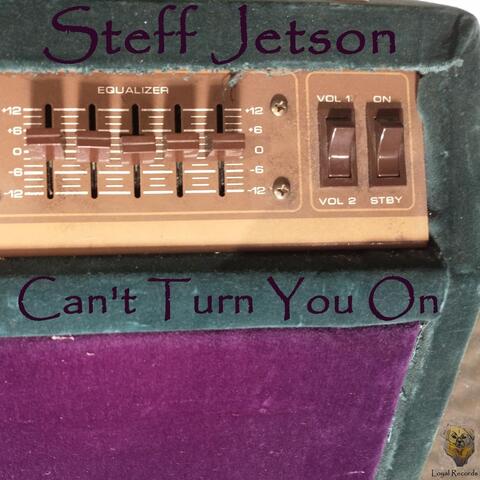 Steff Jetson
EQUALIZER
VOL 1 ON
+12 +12
+6 +6
0 0
-6 -6
-12 -12
VOL 2 STBY
Can't Turn You On
Loyal Records